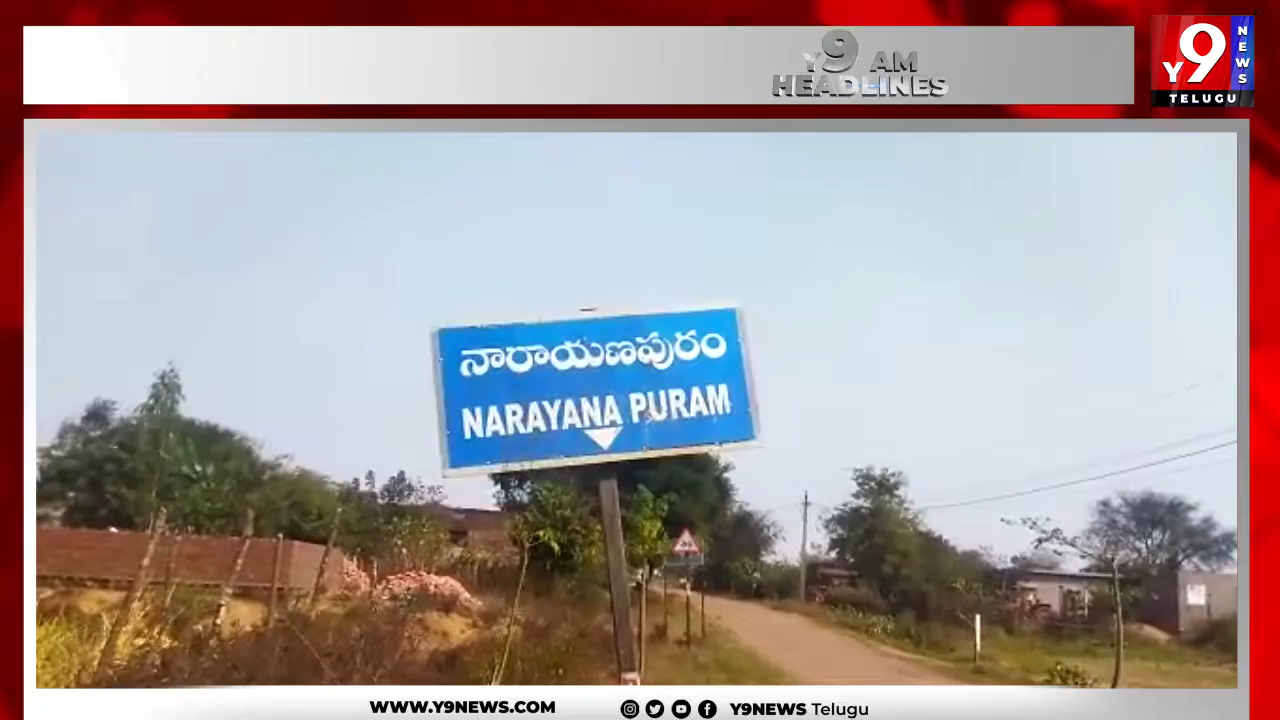 Y9 AM
HEADLINES
Y9
NEWS
TELUGU
నారాయణపురం
NARAYANA PURAM
WWW.Y9NEWS.COM
Y9NEWS Telugu